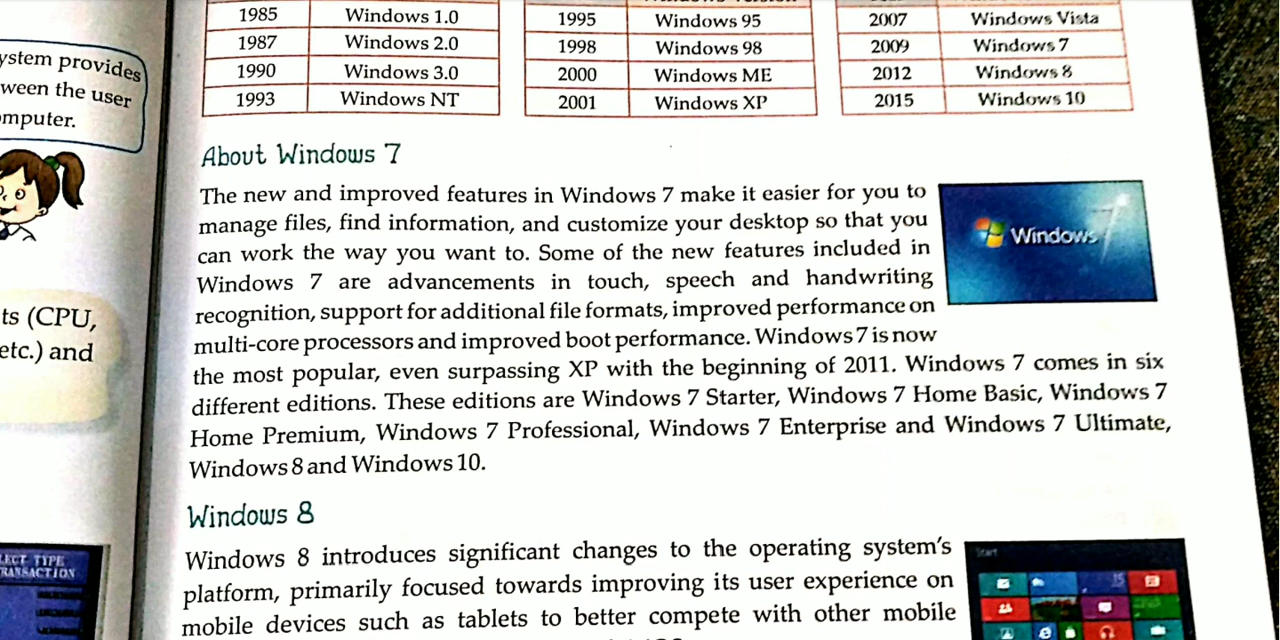 1985 Windows 1.0 1995 Windows 95 2007 Windows Vista
1987 Windows 2.0 1998 Windows 98 2009 Windows 7
1990 Windows 3.0 2000 Windows ME 2012 Windows 8
1993 Windows NT 2001 Windows XP 2015 Windows 10
ystem provides
ween the user
mputer.
ts (CPU,
etc.) and
LECT TYPE
RANSACTION
About Windows 7
The new and improved features in Windows 7 make it easier for you to
manage files, find information, and customize your desktop so that you
can work the way you want to. Some of the new features included in
Windows 7 are advancements in touch, speech and handwriting
recognition, support for additional file formats, improved performance on
multi-core processors and improved boot performance. Windows 7 is now
the most popular, even surpassing XP with the beginning of 2011. Windows 7 comes in six
different editions. These editions are Windows 7 Starter, Windows 7 Home Basic, Windows 7
Home Premium, Windows 7 Professional, Windows 7 Enterprise and Windows 7 Ultimate,
Windows 8 and Windows 10.
Windows 7
Windows 8
Windows 8 introduces significant changes to the operating system's
platform, primarily focused towards improving its user experience on
mobile devices such as tablets to better compete with other mobile
Start